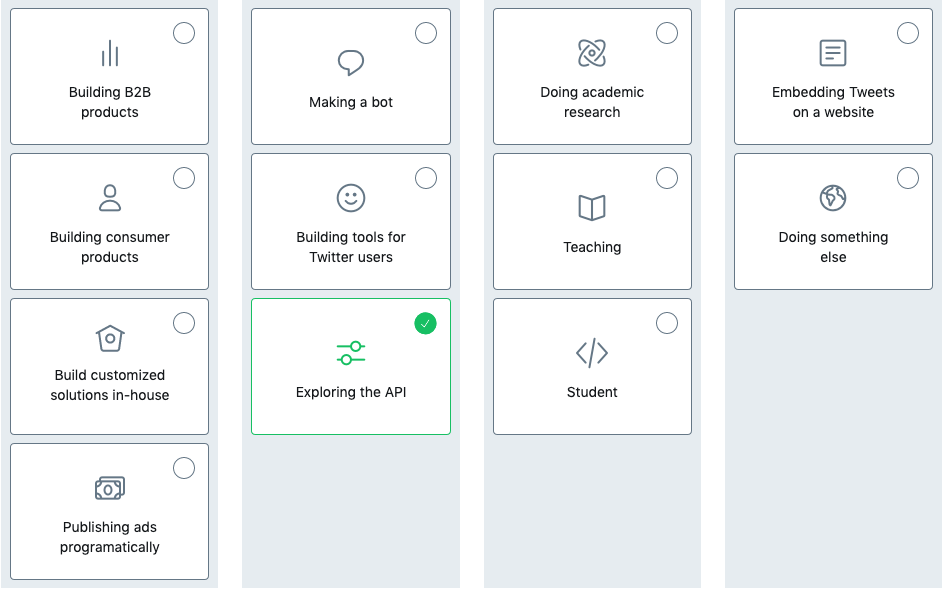 Building B2B
products
Building consumer
products
Build customized
solutions in-house
Publishing ads
programatically
Making a bot
Building tools for
Twitter users
Exploring the API
Doing academic
research
Teaching
Student
Embedding Tweets
on a website
Doing something
else